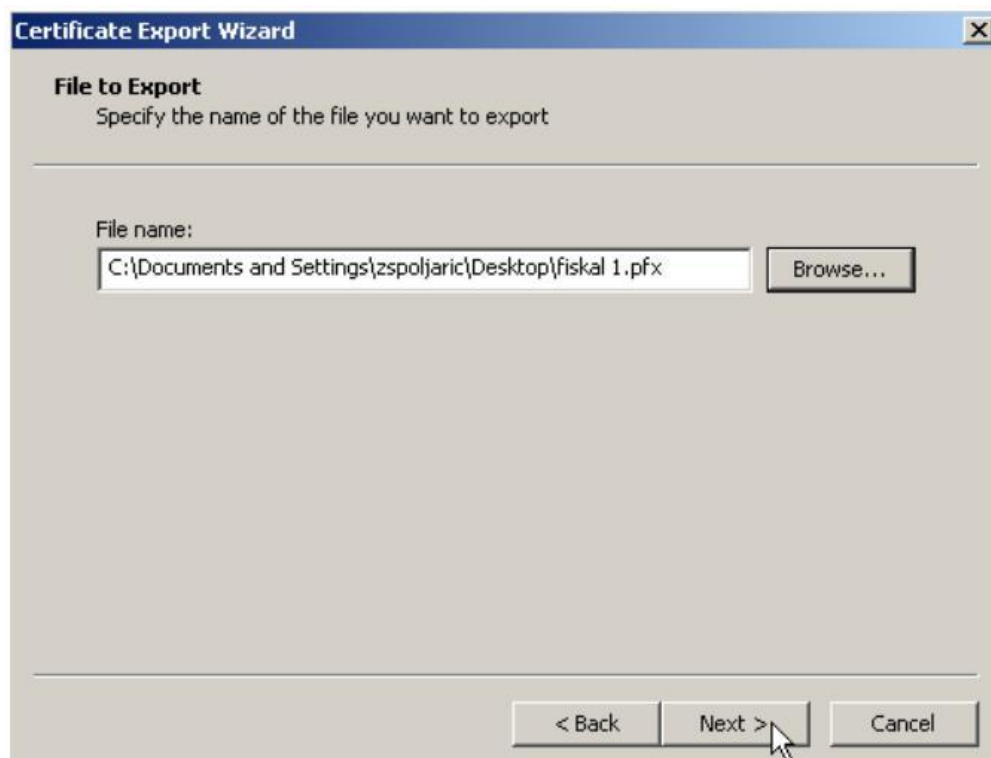 Certificate Export Wizard
File to Export
Specify the name of the file you want to export
File name:
C:\Documents and Settings\zspoljaric\Desktop\fiskal 1.pfx
Browse...
< Back
Next >
Cancel